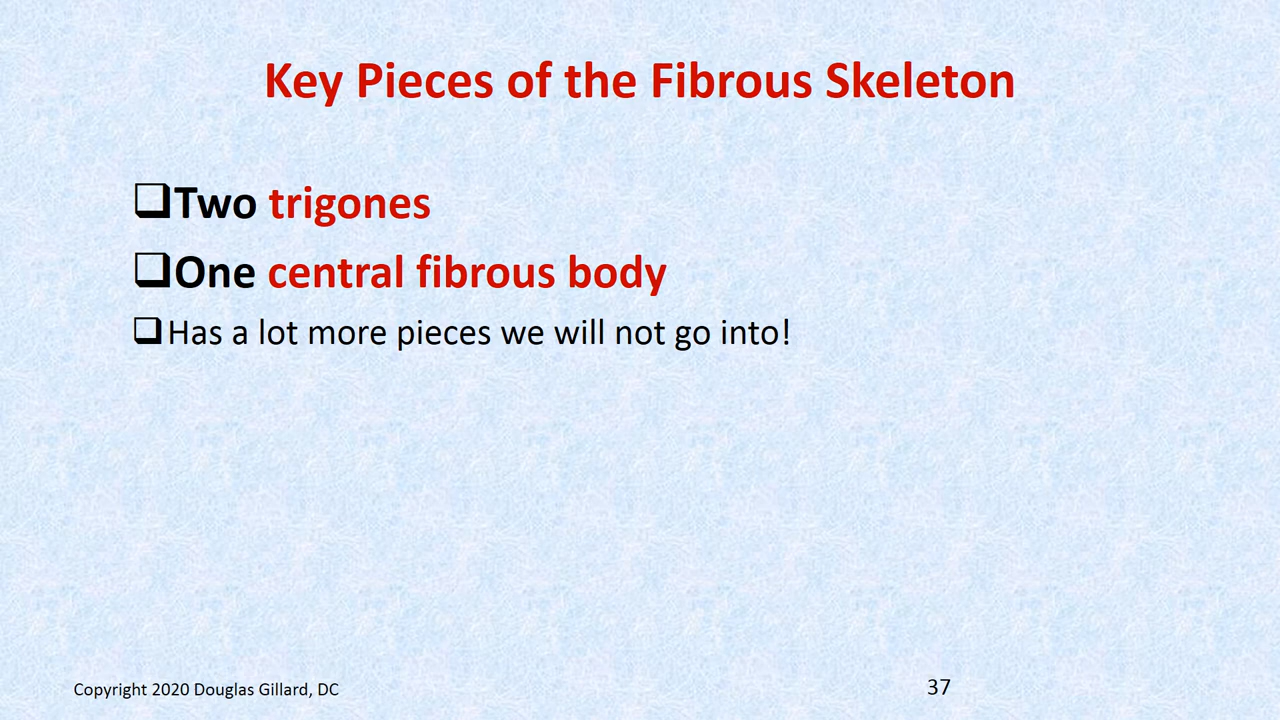 Key Pieces of the Fibrous Skeleton
❑Two trigones
❑One central fibrous body
❑Has a lot more pieces we will not go into!
Copyright 2020 Douglas Gillard, DC
37